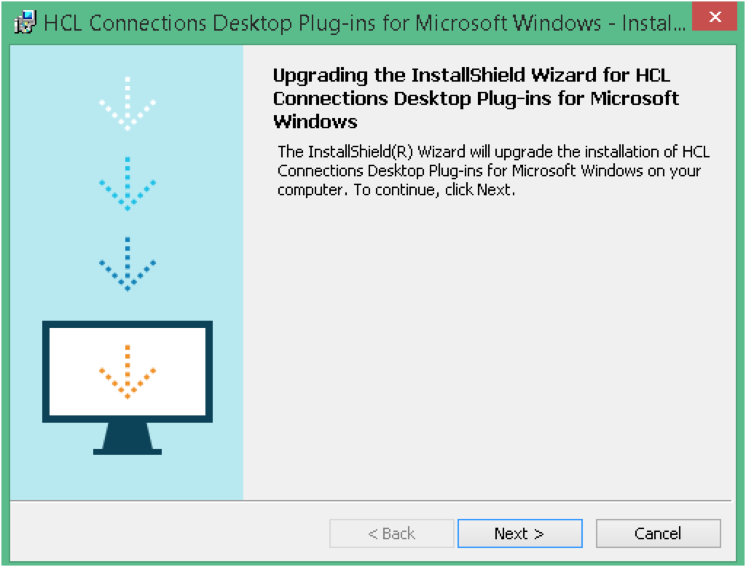 HCL Connections Desktop Plug-ins for Microsoft Windows - Instal...
Upgrading the InstallShield Wizard for HCL
Connections Desktop Plug-ins for Microsoft
Windows
The InstallShield(R) Wizard will upgrade the installation of HCL
Connections Desktop Plug-ins for Microsoft Windows on your
computer. To continue, click Next.
< Back
Next >
Cancel